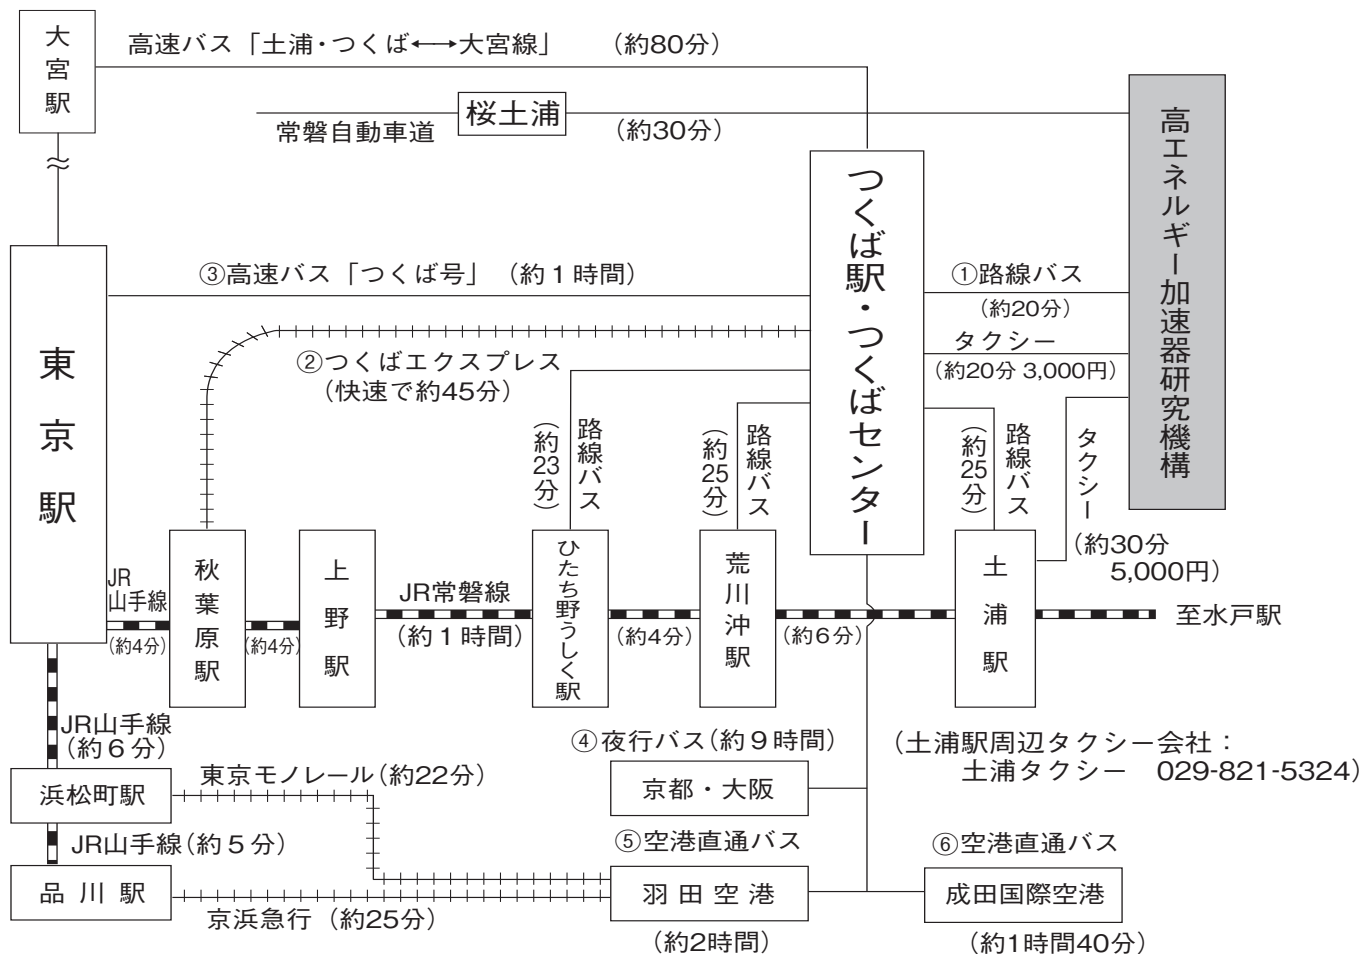 大宮駅
高速バス「土浦・つくば⟷大宮線」 (約80分)
桜土浦
常磐自動車道
(約30分)
高エネルギー加速器研究機構
つくば駅・つくばセンター
東京駅
③高速バス「つくば号」(約1時間)
①路線バス
(約20分)
②つくばエクスプレス
(快速で約45分)
タクシー
(約20分 3,000円)
路線バス
(約23分)
路線バス
(約25分)
路線バス
(約25分)
タクシー
(約30分
5,000円)
JR
山手線
(約4分)
秋葉原駅
(約4分)
上野駅
JR常磐線
(約1時間)
ひたち野うしく駅
(約4分)
荒川沖駅
(約6分)
土浦駅
至水戸駅
JR山手線
(約6分)
④夜行バス(約9時間)
(土浦駅周辺タクシー会社:
土浦タクシー 029-821-5324)
東京モノレール(約22分)
浜松町駅
京都・大阪
JR山手線(約5分)
⑤空港直通バス
⑥空港直通バス
品川駅
羽田空港
成田国際空港
京浜急行 (約25分)
(約2時間)
(約1時間40分)